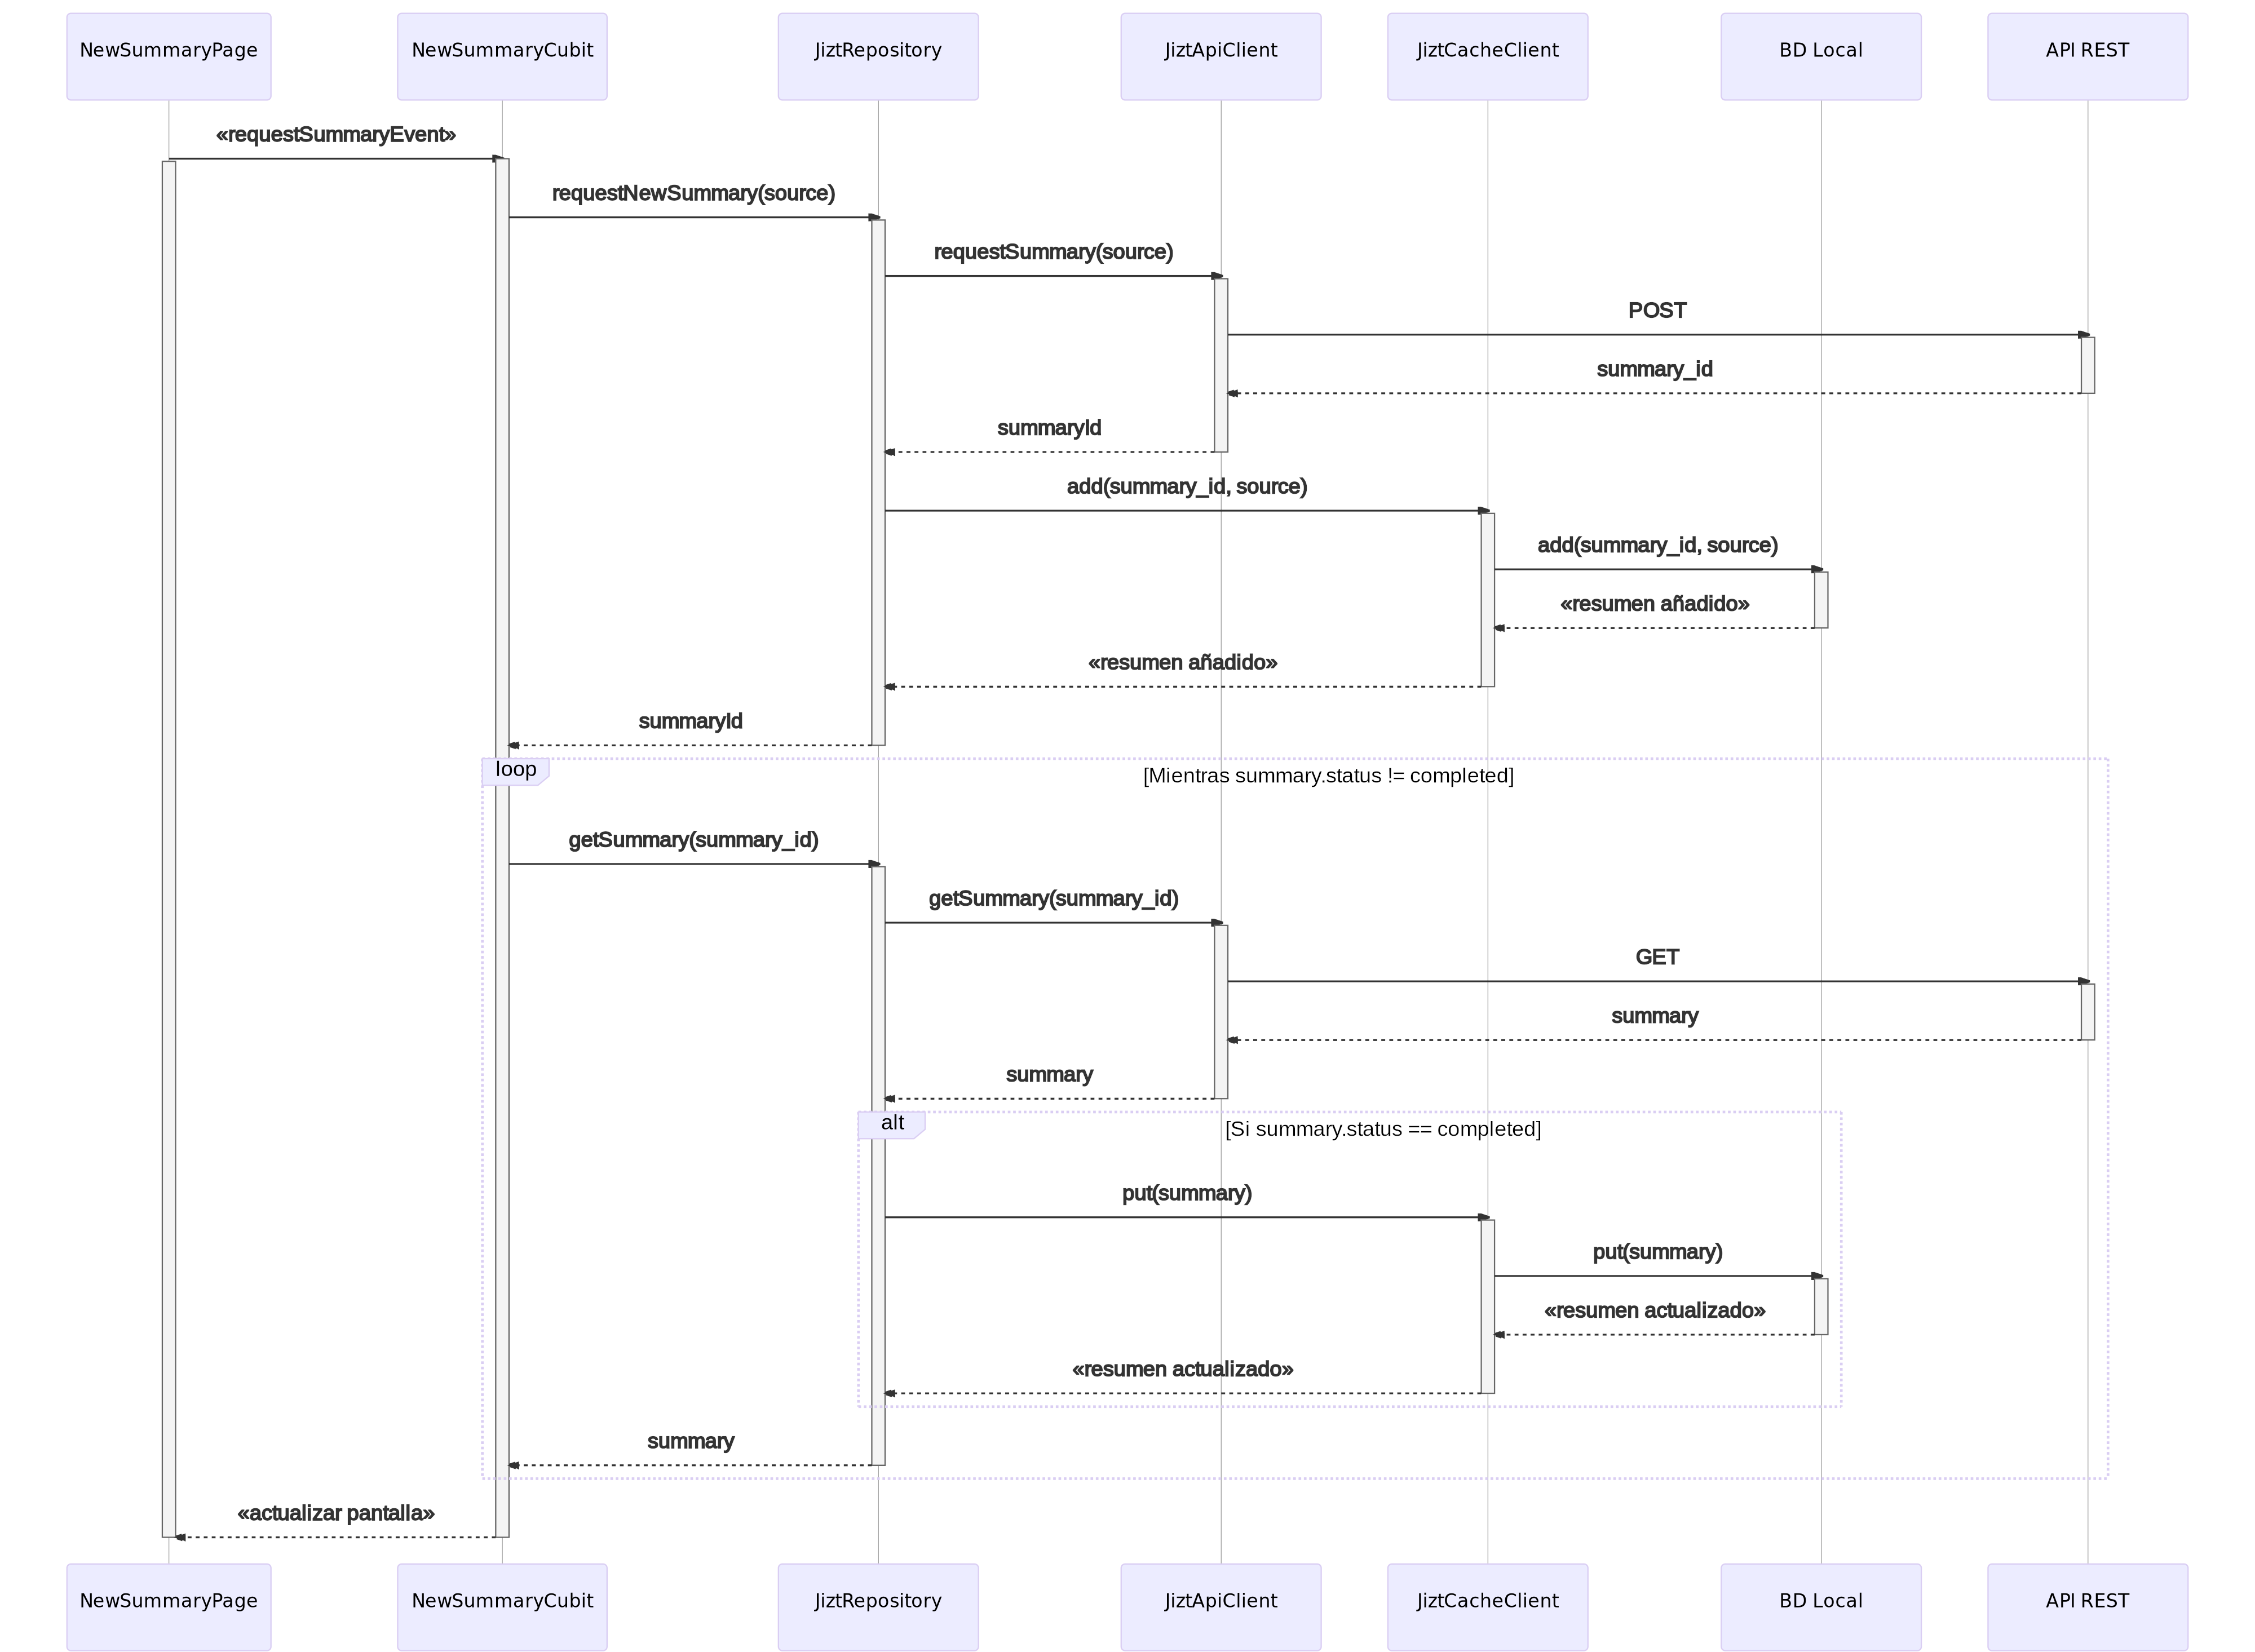 NewSummaryPage
NewSummaryCubit
JiztRepository
JiztApiClient
JiztCacheClient
BD Local
API REST
«requestSummaryEvent»
requestNewSummary(source)
requestSummary(source)
POST
summary_id
summaryId
add(summary_id, source)
add(summary_id, source)
«resumen añadido»
«resumen añadido»
summaryId
loop
[Mientras summary.status != completed]
getSummary(summary_id)
getSummary(summary_id)
GET
summary
summary
alt
[Si summary.status == completed]
put(summary)
put(summary)
«resumen actualizado»
«resumen actualizado»
summary
«actualizar pantalla»
NewSummaryPage
NewSummaryCubit
JiztRepository
JiztApiClient
JiztCacheClient
BD Local
API REST